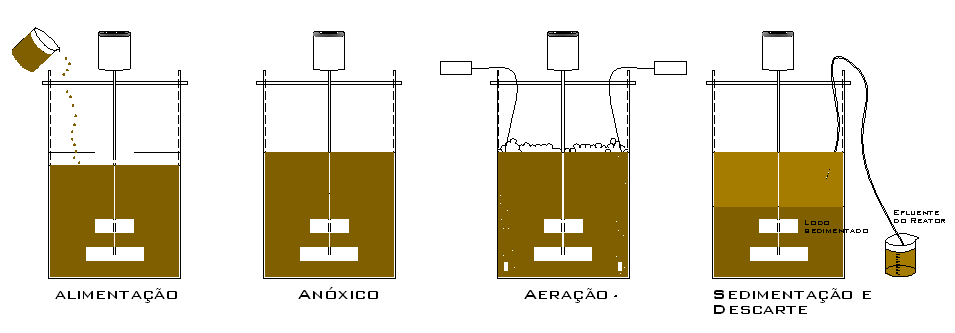 Efluente
do Reator
Lodo
sedimentado
ALIMENTAÇÃO
ANÓXICO
AERAÇÃO.
SEDIMENTAÇÃO E
DESCARTE